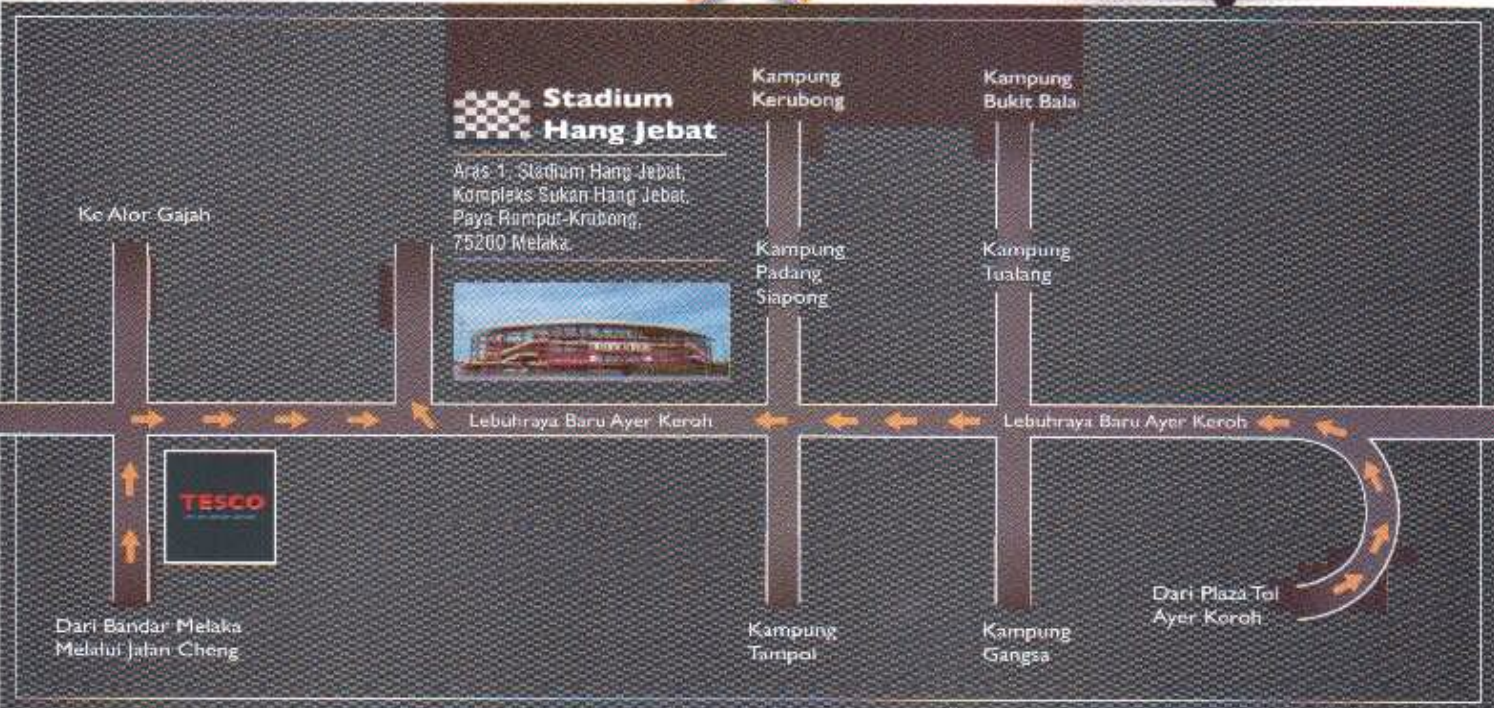 Stadium
Hang Jebat
Aras 1, Stadium Hang Jebat,
Kompleks Sukan Hang Jebat,
Paya Rumput-Krubong,
75200 Melaka.
Kampung
Kerubong
Kampung
Bukit Bala
Ke Alor Gajah
Kampung
Padang
Siapong
Kampung
Tualang
Lebuhraya Baru Ayer Keroh
Lebuhraya Baru Ayer Keroh
TESCO
Dari Bandar Melaka
Melalui Jalan Cheng
Kampung
Tampoi
Kampung
Gangsa
Dari Plaza Tol
Ayer Keroh